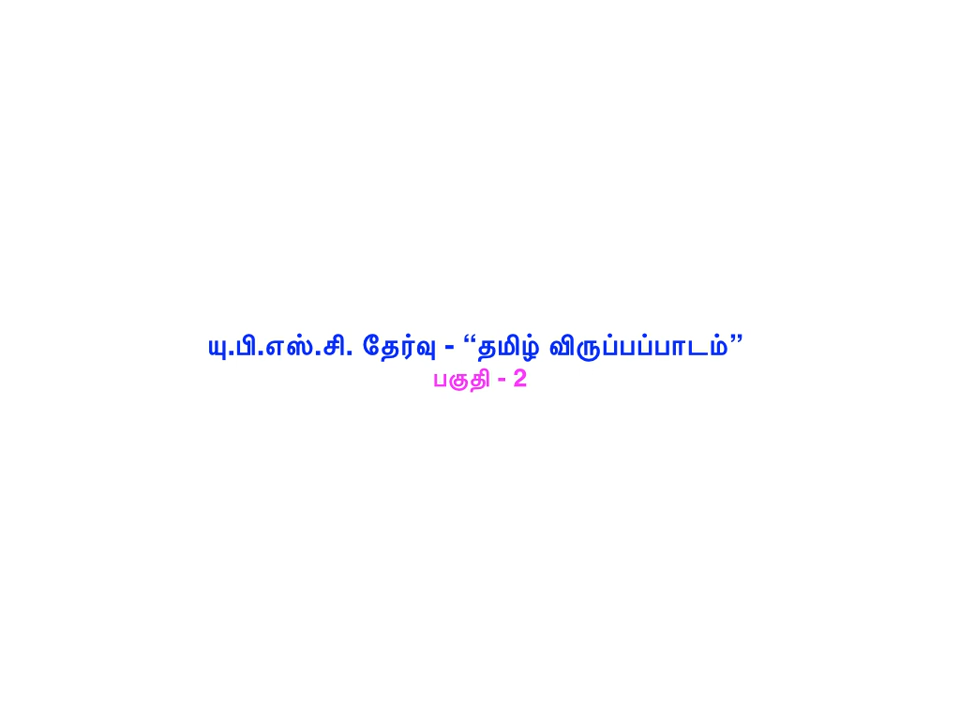 யு.பி.எஸ்.சி. தேர்வு - “தமிழ் விருப்பப்பாடம்”
பகுதி - 2